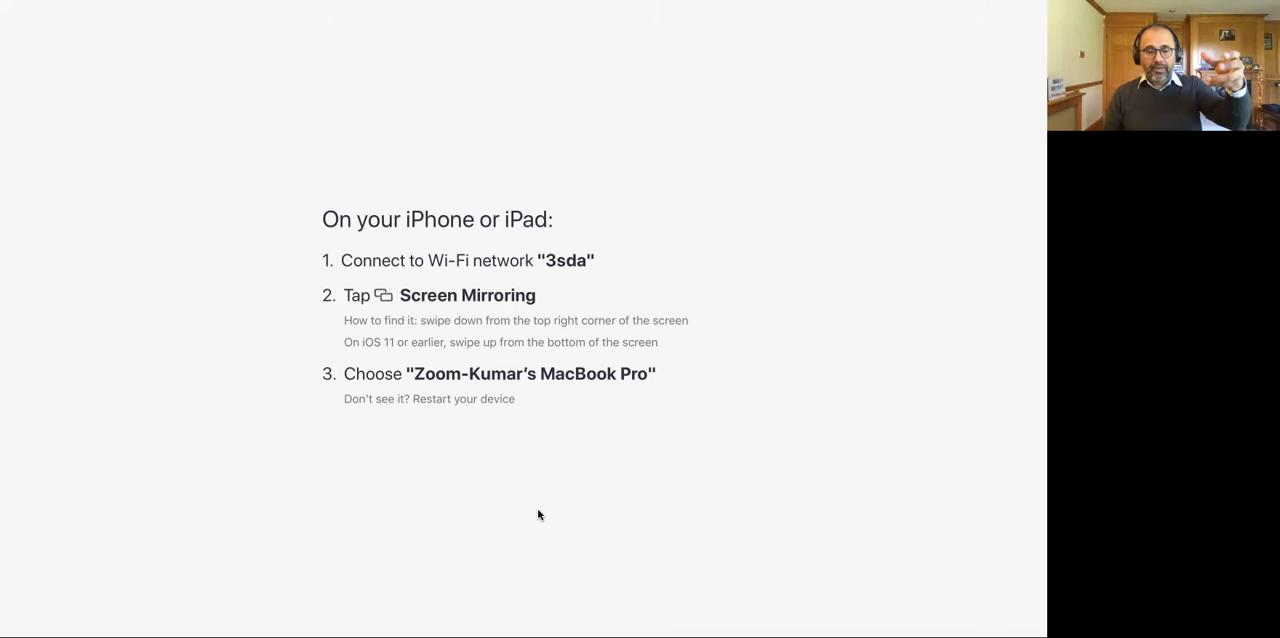 On your iPhone or iPad:
1. Connect to Wi-Fi network "3sda"
2. Tap Screen Mirroring
How to find it: swipe down from the top right corner of the screen
On iOS 11 or earlier, swipe up from the bottom of the screen
3. Choose "Zoom-Kumar’s MacBook Pro"
Don't see it? Restart your device